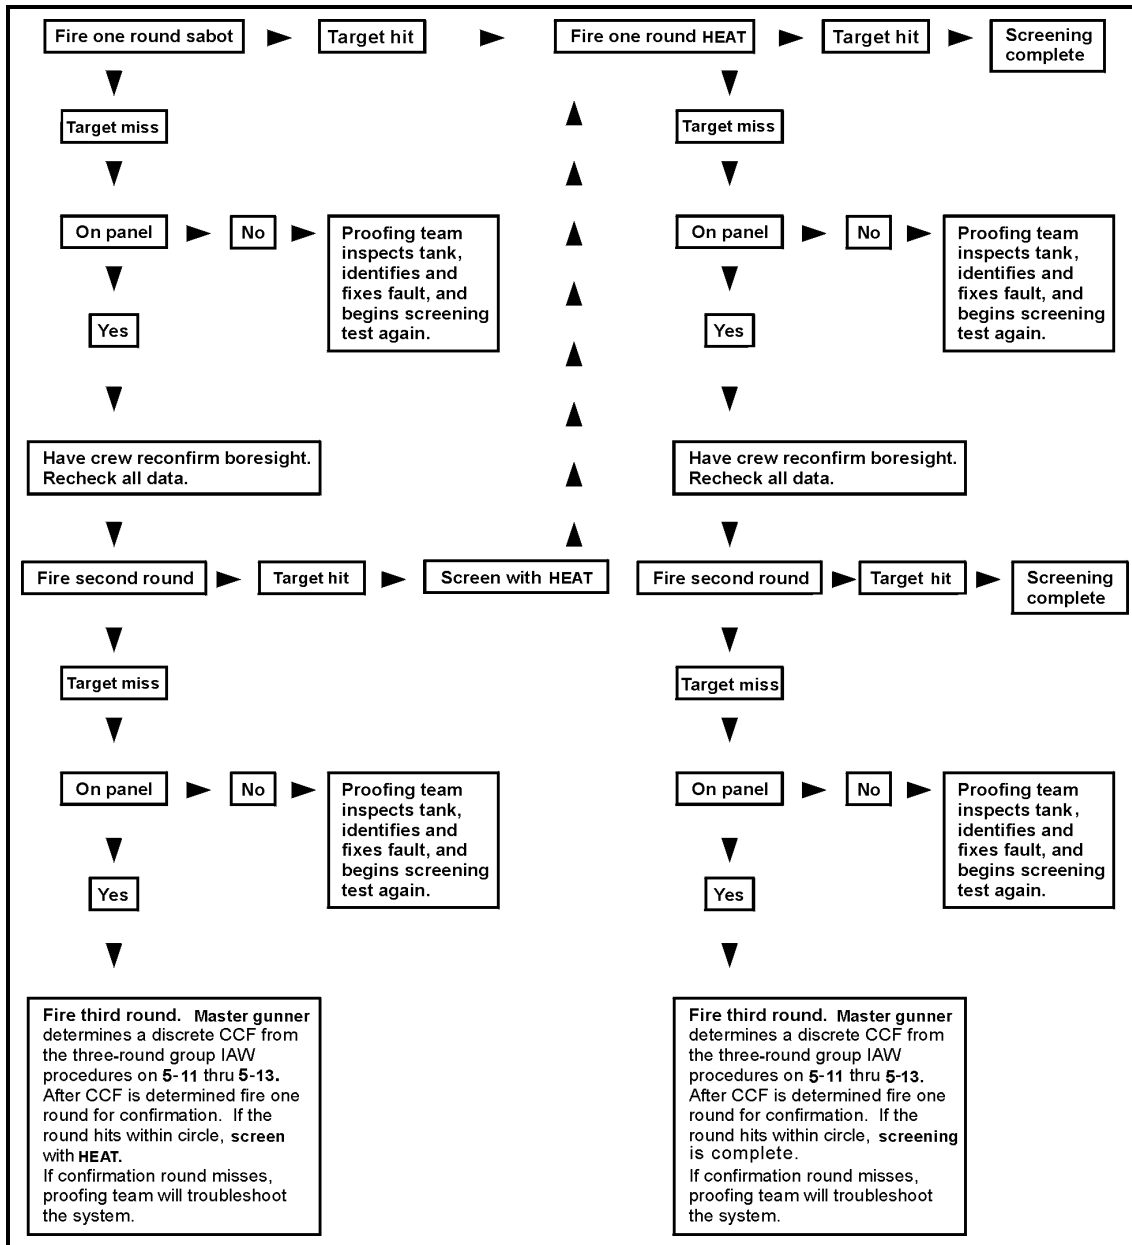 Fire one round sabot
Target hit
Fire one round HEAT
Target hit
Screening
complete
Target miss
Target miss
On panel
No
Proofing team
inspects tank,
identifies and
fixes fault, and
begins screening
test again.
On panel
No
Proofing team
inspects tank,
identifies and
fixes fault, and
begins screening
test again.
Yes
Yes
Have crew reconfirm boresight.
Recheck all data.
Have crew reconfirm boresight.
Recheck all data.
Fire second round
Target hit
Screen with HEAT
Fire second round
Target hit
Screening
complete
Target miss
Target miss
On panel
No
Proofing team
inspects tank,
identifies and
fixes fault, and
begins screening
test again.
On panel
No
Proofing team
inspects tank,
identifies and
fixes fault, and
begins screening
test again.
Yes
Yes
Fire third round. Master gunner
determines a discrete CCF from
the three-round group IAW
procedures on 5-11 thru 5-13.
After CCF is determined fire one
round for confirmation. If the
round hits within circle, screen
with HEAT.
If confirmation round misses,
proofing team will troubleshoot
the system.
Fire third round. Master gunner
determines a discrete CCF from
the three-round group IAW
procedures on 5-11 thru 5-13.
After CCF is determined fire one
round for confirmation. If the
round hits within circle, screening
is complete.
If confirmation round misses,
proofing team will troubleshoot
the system.